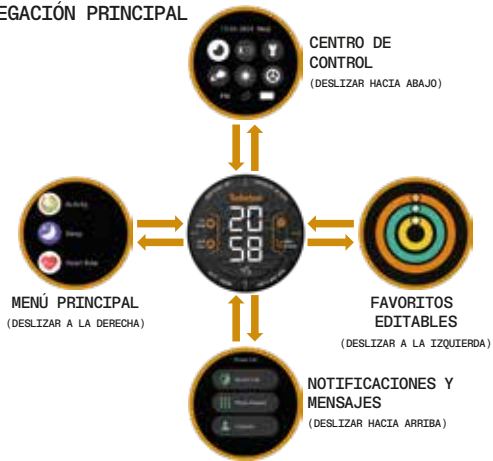 EGACIÓN PRINCIPAL
CENTRO DE
CONTROL
(DESLIZAR HACIA ABAJO)
Activity
Sleep
Heart Rate
20
58
MENÚ PRINCIPAL
(DESLIZAR A LA DERECHA)
FAVORITOS
EDITABLES
(DESLIZAR A LA IZQUIERDA)
NOTIFICACIONES Y
MENSAJES
(DESLIZAR HACIA ARRIBA)